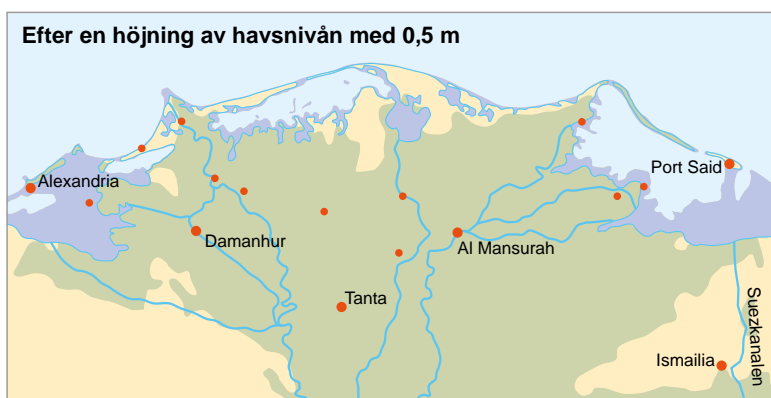 Efter en höjning av havsnivån med 0,5 m
Port Said
Alexandria
Damanhur
Al Mansurah
Tanta
Suezkanalen
Ismailia